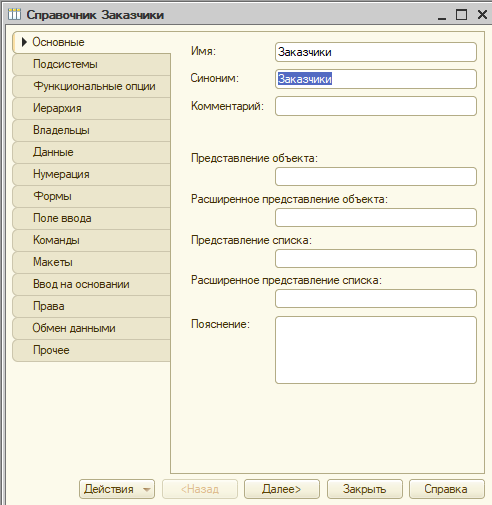 Справочник Заказчики
Основные
Подсистемы
Функциональные опции
Иерархия
Владельцы
Данные
Нумерация
Формы
Поле ввода
Команды
Макеты
Ввод на основании
Права
Обмен данными
Прочее
Имя: Заказчики
Синоним: Заказчики
Комментарий:
Представление объекта:
Расширенное представление объекта:
Представление списка:
Расширенное представление списка:
Пояснение:
Действия <Назад Далее> Закрыть Справка